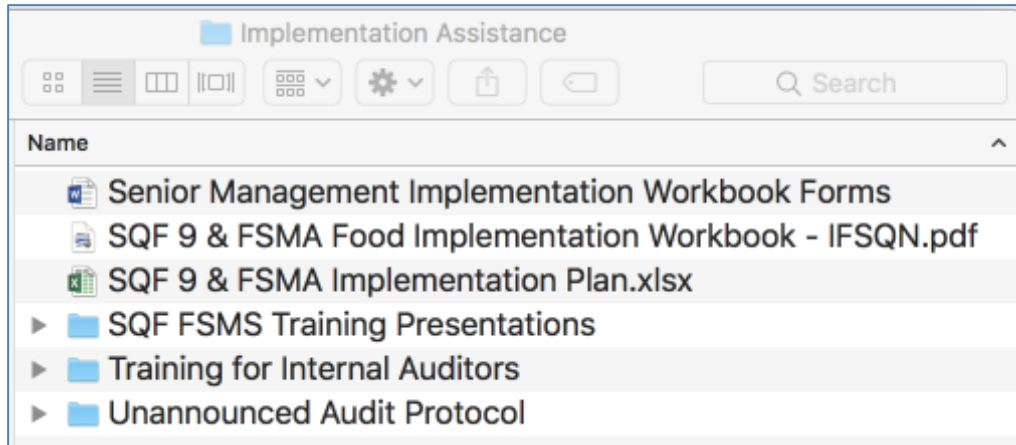 Implementation Assistance
Search
Name
Senior Management Implementation Workbook Forms
SQF 9 & FSMA Food Implementation Workbook - IFSQN.pdf
SQF 9 & FSMA Implementation Plan.xlsx
SQF FSMS Training Presentations
Training for Internal Auditors
Unannounced Audit Protocol